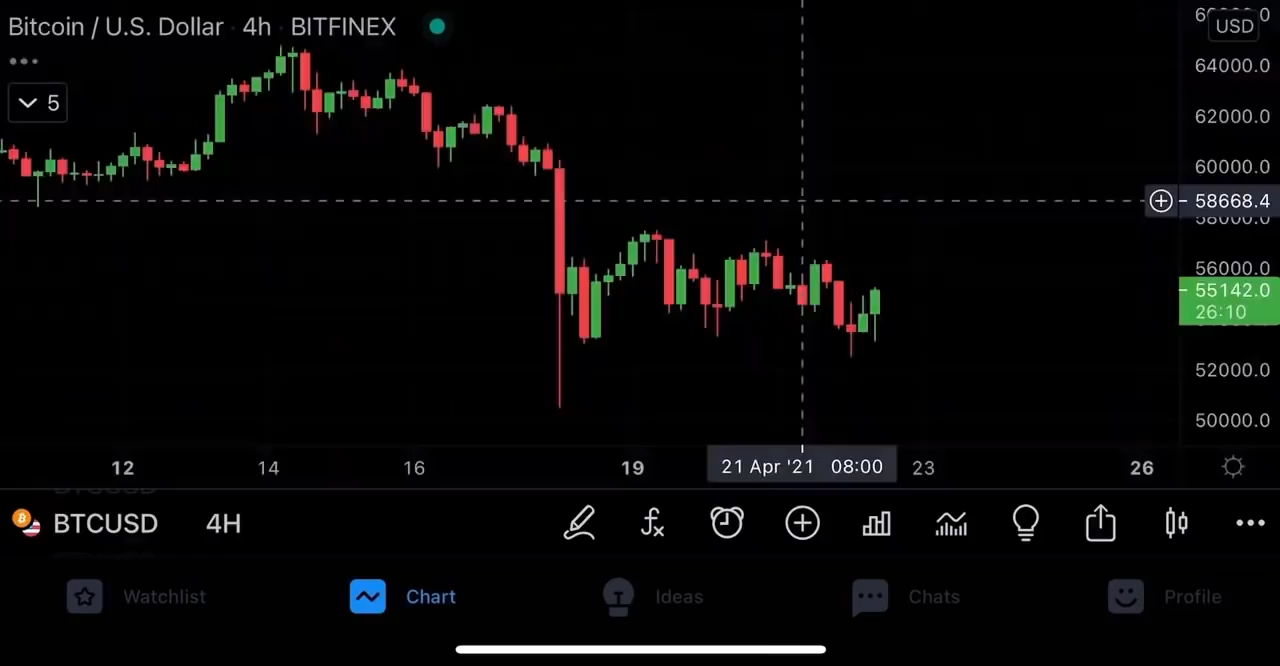 Bitcoin / U.S. Dollar · 4h · BITFINEX
USD
5
64000.0
62000.0
60000.0
58668.4
58000.0
56000.0
55142.0
26:10
52000.0
50000.0
12 14 16 19 21 Apr '21 08:00 23 26
BTCUSD 4H
Watchlist Chart Ideas Chats Profile